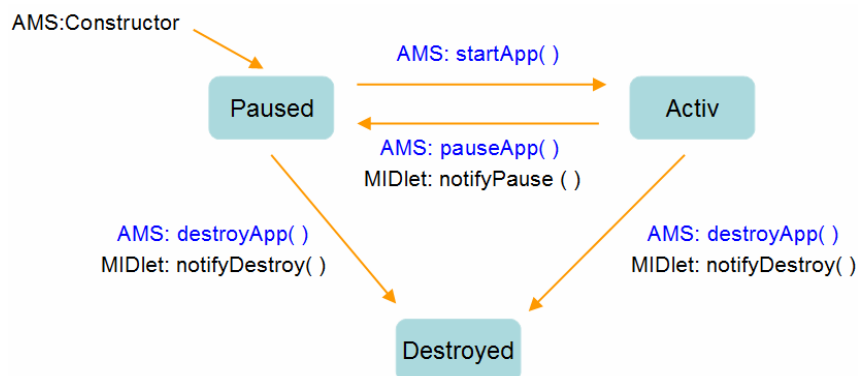 AMS:Constructor
AMS: startApp( )
Paused
Activ
AMS: pauseApp( )
MIDlet: notifyPause ( )
AMS: destroyApp( )
MIDlet: notifyDestroy( )
AMS: destroyApp( )
MIDlet: notifyDestroy( )
Destroyed